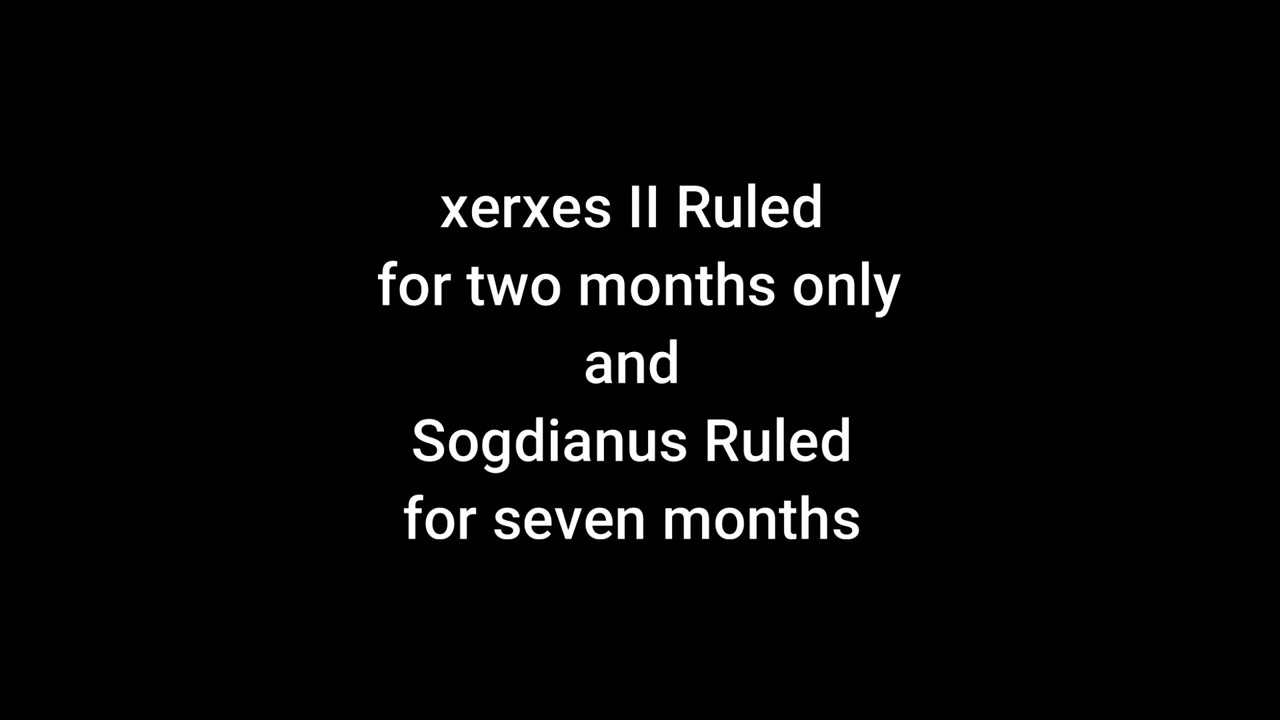 xerxes II Ruled
for two months only
and
Sogdianus Ruled
for seven months